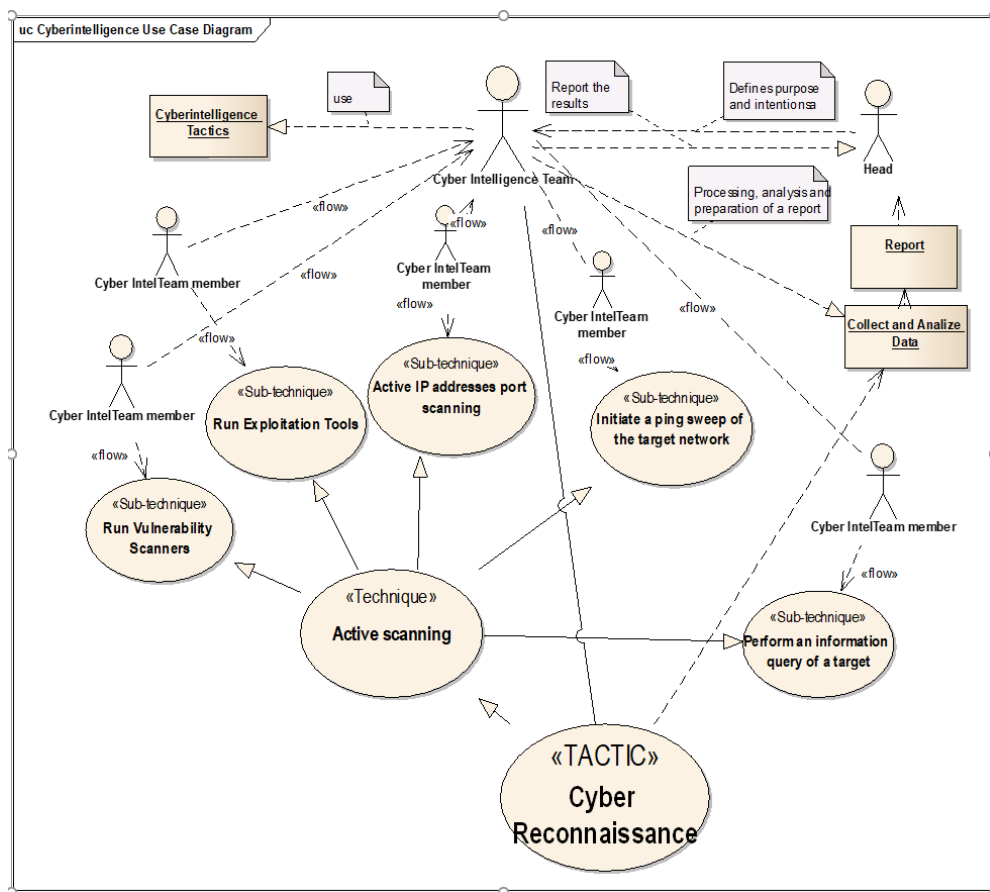 uc Cyberintelligence Use Case Diagram
Cyberintelligence
Tactics
use
Report the
results
Defines purpose
and intentionsa
Cyber Intelligence Team
Head
Processing, analysis and
preparation of a report
«flow»
«flow»
«flow»
«flow»
Cyber IntelTeam member
Cyber IntelTeam
member
Report
«flow»
«flow»
«flow»
Cyber IntelTeam
member
Collect and Analize
Data
«flow»
«flow»
«Sub-technique»
Active IP addresses port
scanning
«Sub-technique»
Run Exploitation Tools
«Sub-technique»
Initiate a ping sweep of
the target network
Cyber IntelTeam member
«flow»
«Sub-technique»
Run Vulnerability
Scanners
Cyber IntelTeam member
«flow»
«Technique»
Active scanning
«Sub-technique»
Perform an information
query of a target
«TACTIC»
Cyber
Reconnaissance